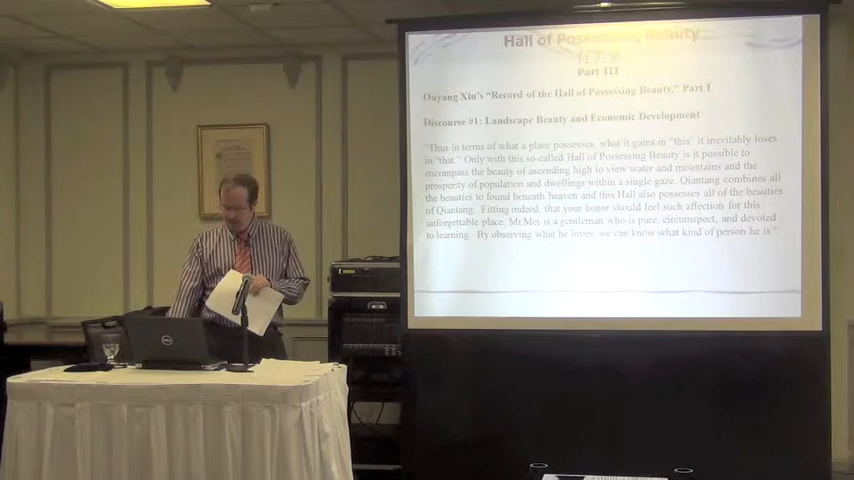 Hall of Possessing Beauty
有美堂
Part III
Ouyang Xiu's "Record of the Hall of Possessing Beauty," Part I
Discourse #1: Landscape Beauty and Economic Development
"Thus in terms of what a place possesses, what it gains in "this" it inevitably loses
in "that." Only with this so-called Hall of Possessing Beauty is it possible to
encompass the beauty of ascending high to view water and mountains and the
prosperity of population and dwellings within a single gaze. Qiantang combines all
the beauties to found beneath heaven and this Hall also possesses all of the beauties
of Qiantang. Fitting indeed, that your honor should feel such affection for this
unforgettable place. Mr.Mei is a gentleman who is pure, circumspect, and devoted
to learning. By observing what he loves, we can know what kind of person he is."
DELL